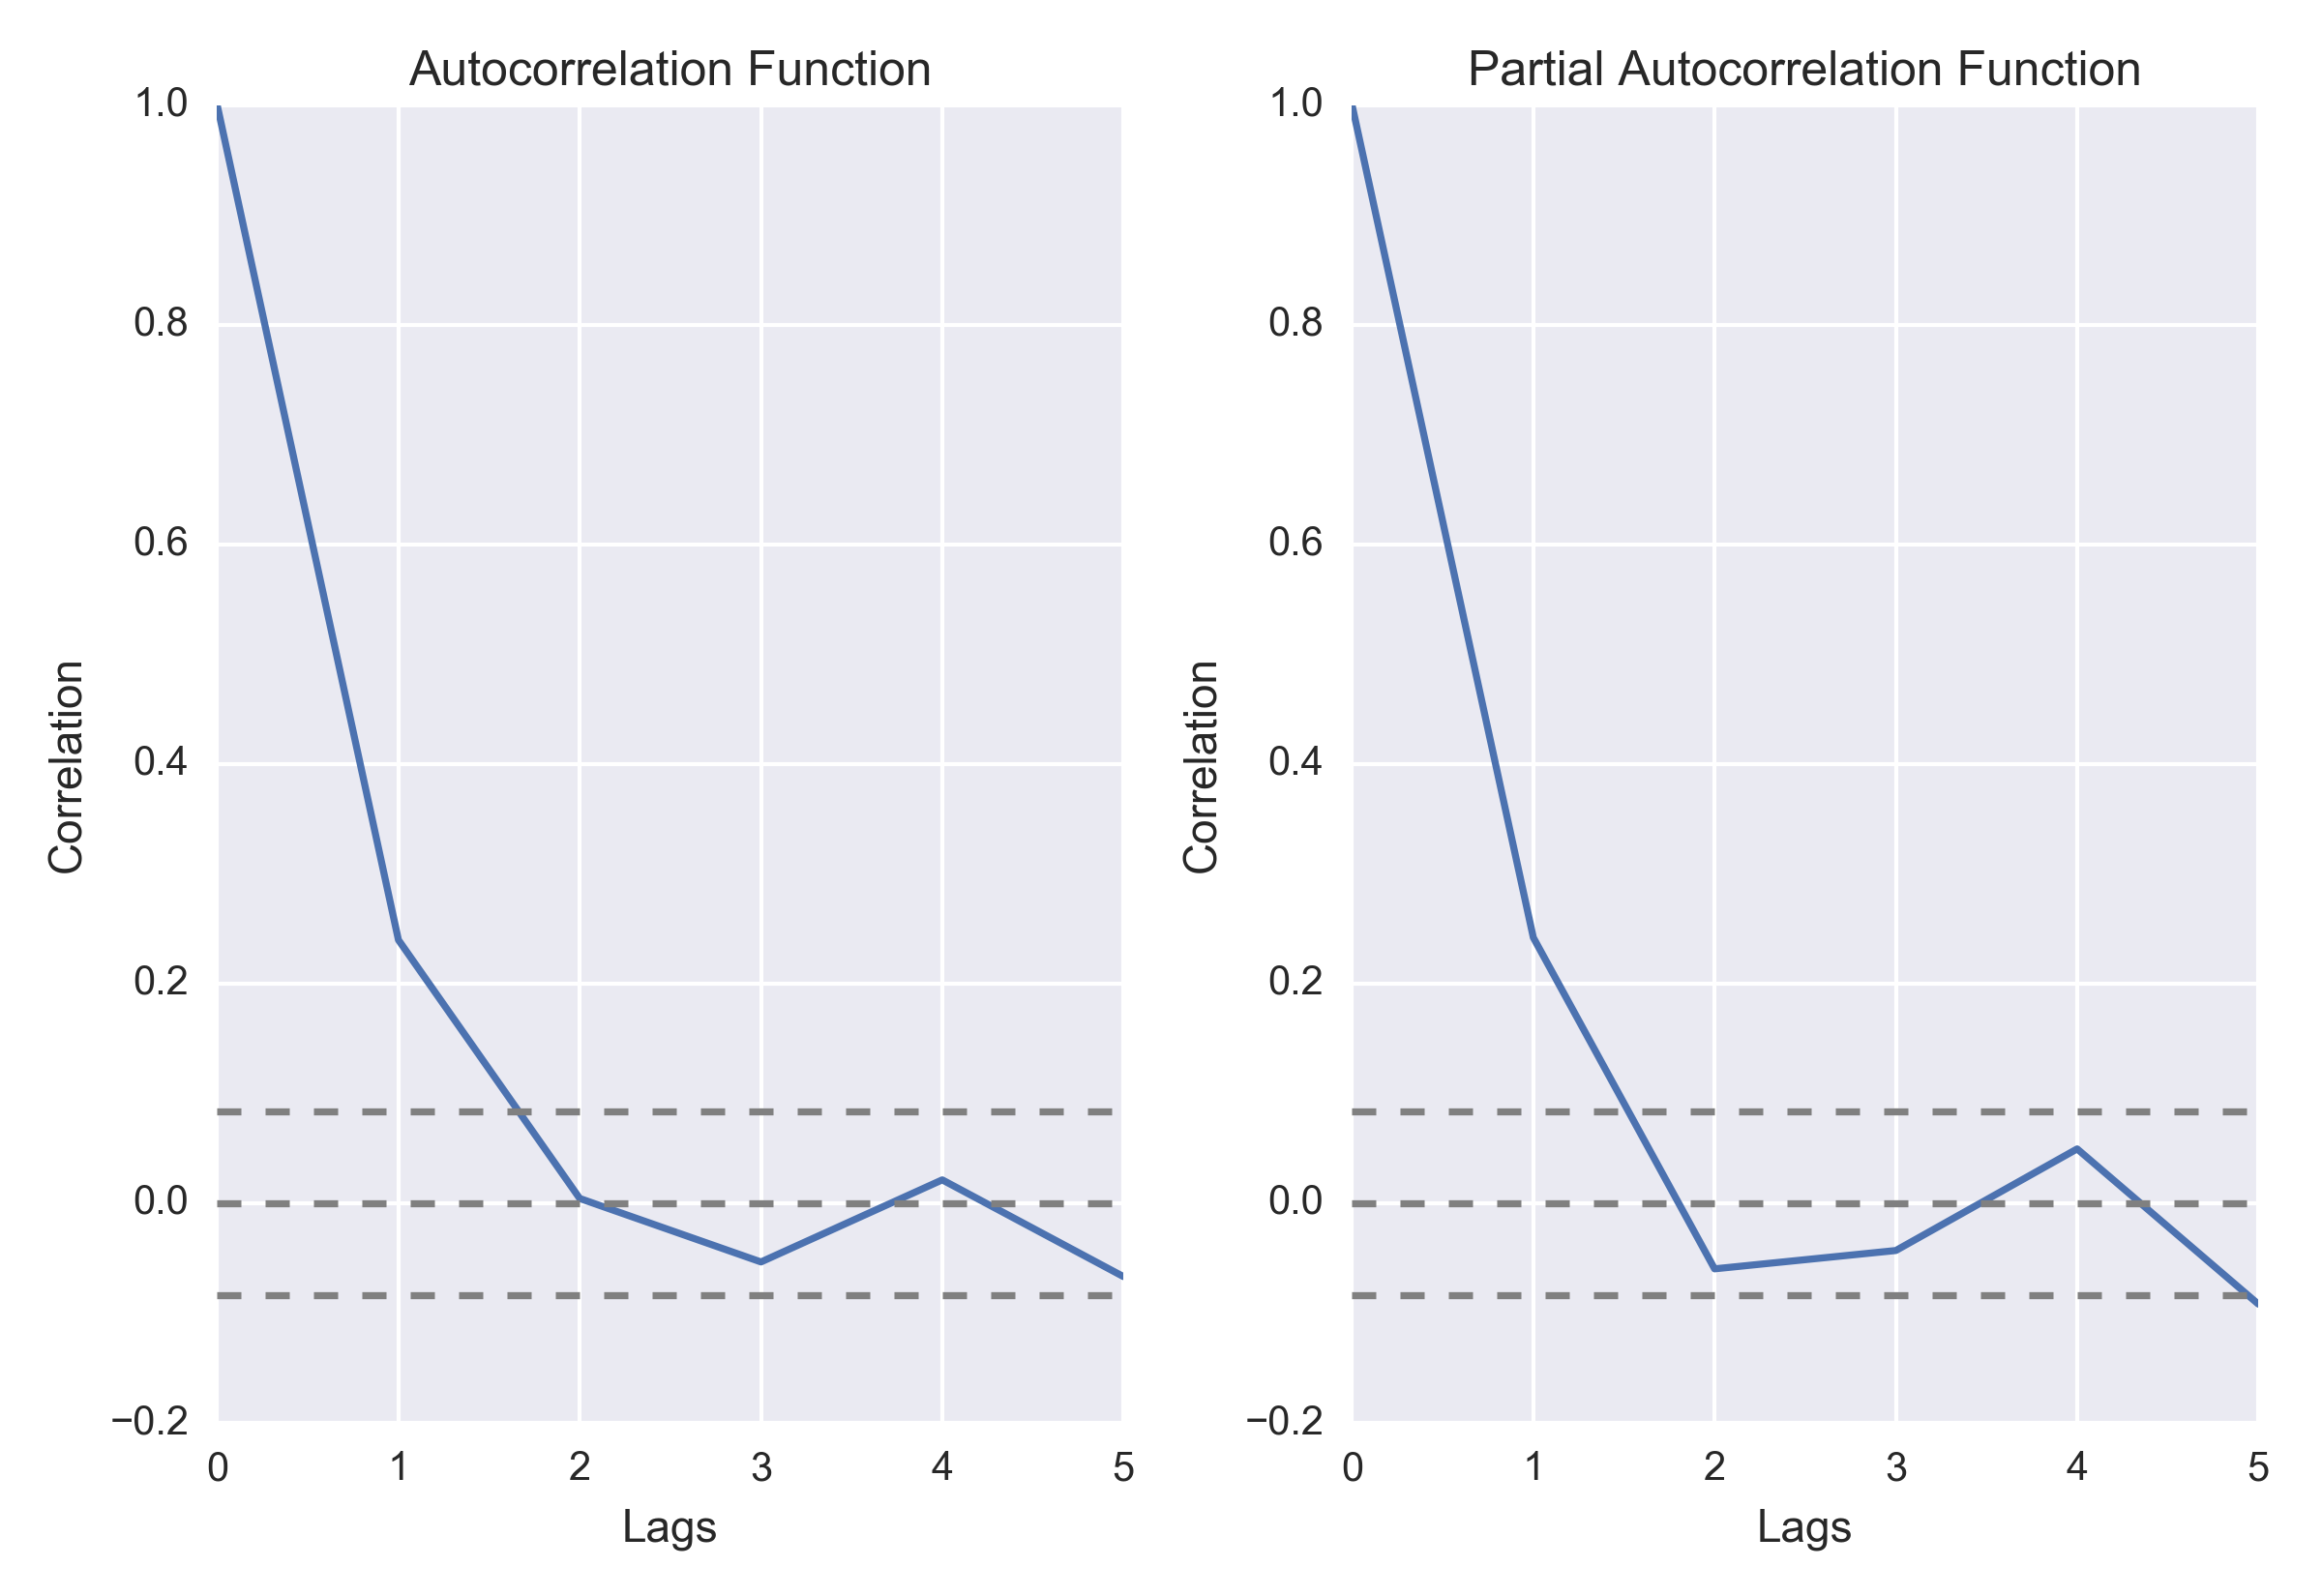 Autocorrelation Function
1.0
0.8
0.6
0.4
0.2
0.0
−0.2
Correlation
0 1 2 3 4 5
Lags
Partial Autocorrelation Function
1.0
0.8
0.6
0.4
0.2
0.0
−0.2
Correlation
0 1 2 3 4 5
Lags